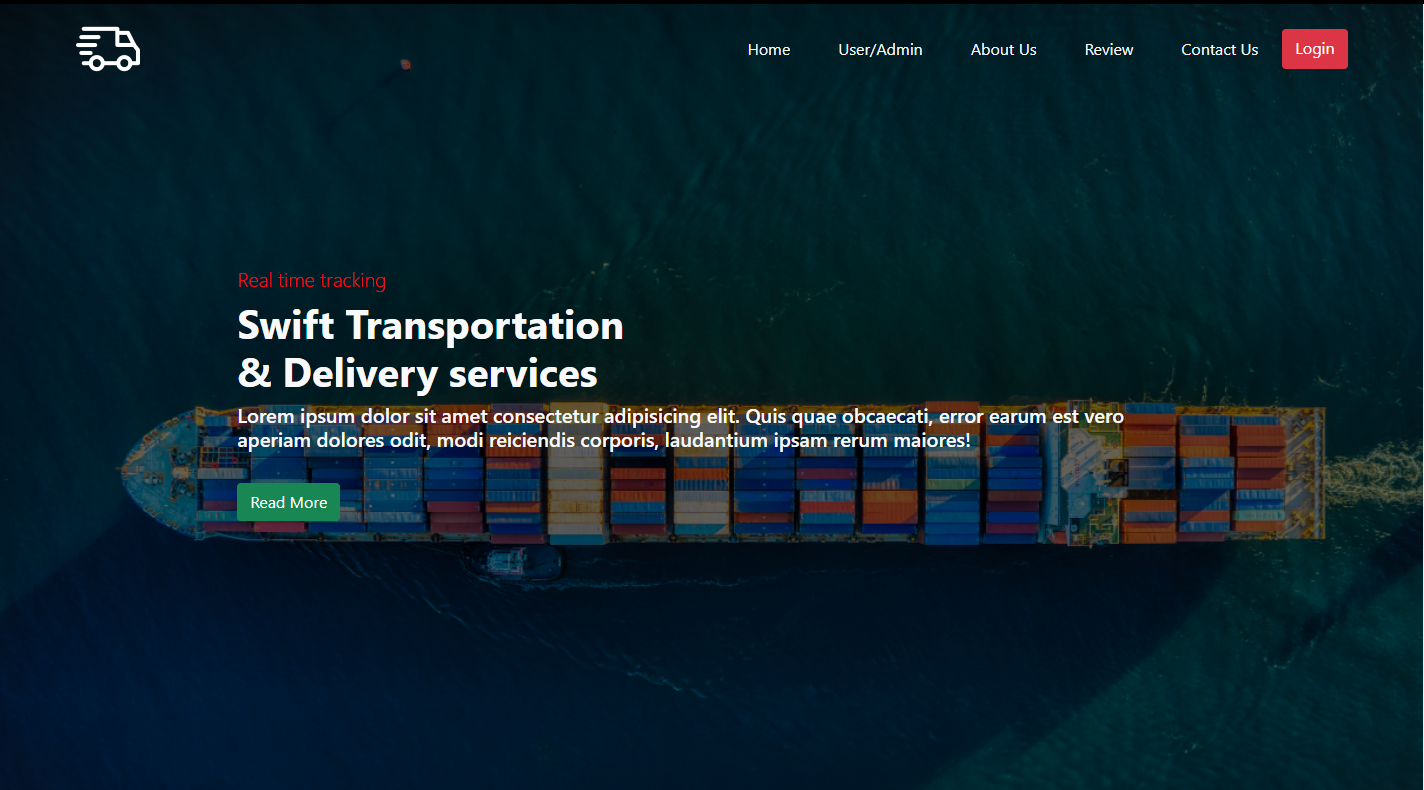 Home User/Admin About Us Review Contact Us Login
Real time tracking
Swift Transportation
& Delivery services
Lorem ipsum dolor sit amet consectetur adipisicing elit. Quis quae obcaecati, error earum est vero
aperiam dolores odit, modi reiciendis corporis, laudantium ipsam rerum maiores!
Read More